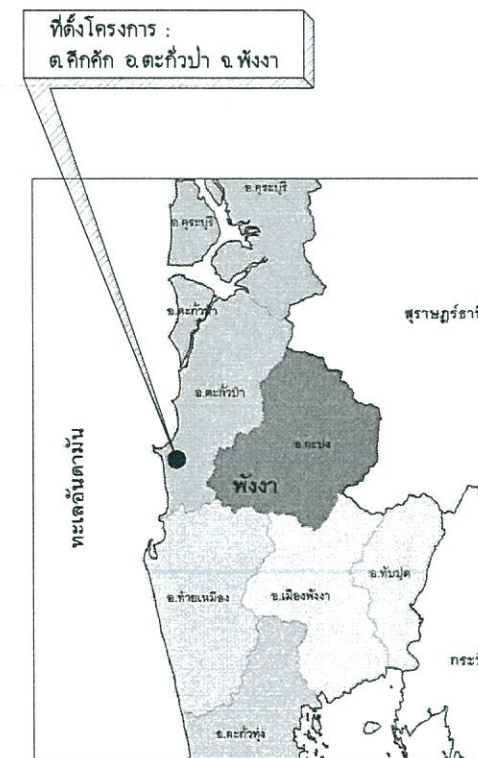 ที่ตั้งโครงการ :
ต.คึกคัก อ.ตะกั่วป่า จ.พังงา
อ.คุระบุรี
อ.คุระบุรี
อ.ตะกั่วป่า
สุราษฎร์ธานี
อ.ตะกั่วป่า
อ.กะปง
พังงา
ทะเลอันดามัน
อ.ทับปุด
อ.ท้ายเหมือง
อ.เมืองพังงา
อ.ตะกั่วทุ่ง